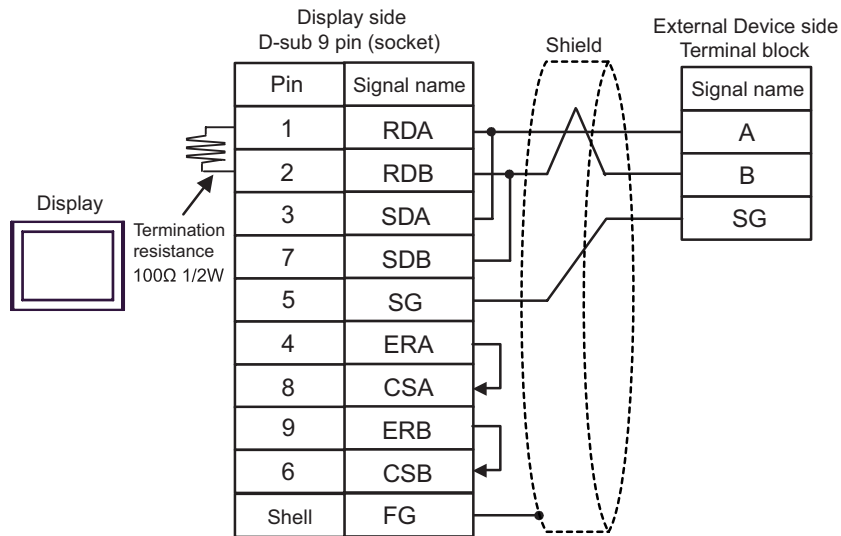 Display side
D-sub 9 pin (socket)
Shield
External Device side
Terminal block
Pin Signal name
Signal name
1 RDA
A
2 RDB
B
3 SDA
SG
7 SDB
5 SG
4 ERA
8 CSA
9 ERB
6 CSB
Shell FG
Display
Termination
resistance
100Ω 1/2W